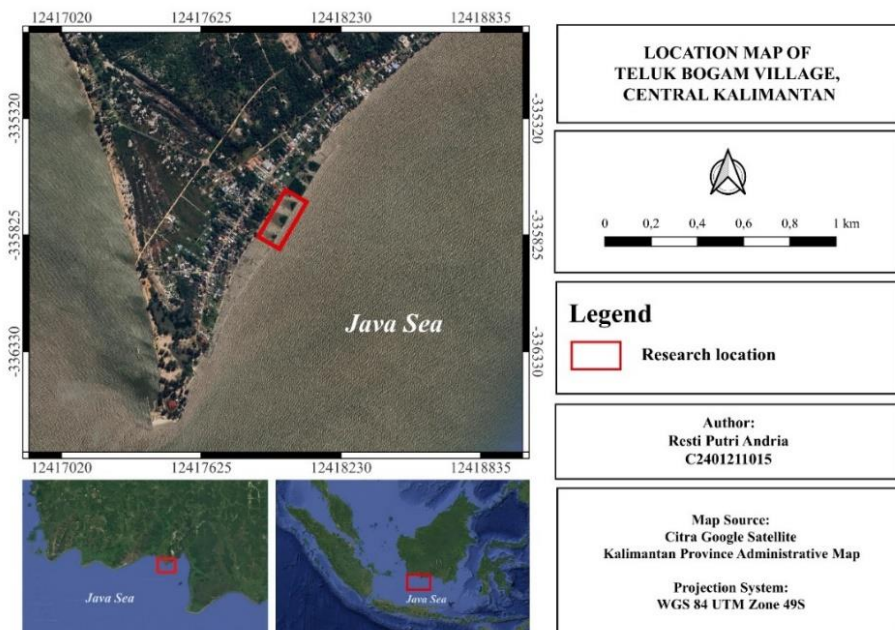 12417020 12417625 12418230 12418835
-335320 -335320
-335825 -335825
-336330 -336330
Java Sea
12417020 12417625 12418230 12418835
Java Sea
Java Sea
LOCATION MAP OF
TELUK BOGAM VILLAGE,
CENTRAL KALIMANTAN
0 0,2 0,4 0,6 0,8 1 km
Legend
Research location
Author:
Resti Putri Andria
C2401211015
Map Source:
Citra Google Satellite
Kalimantan Province Administrative Map
Projection System:
WGS 84 UTM Zone 49S